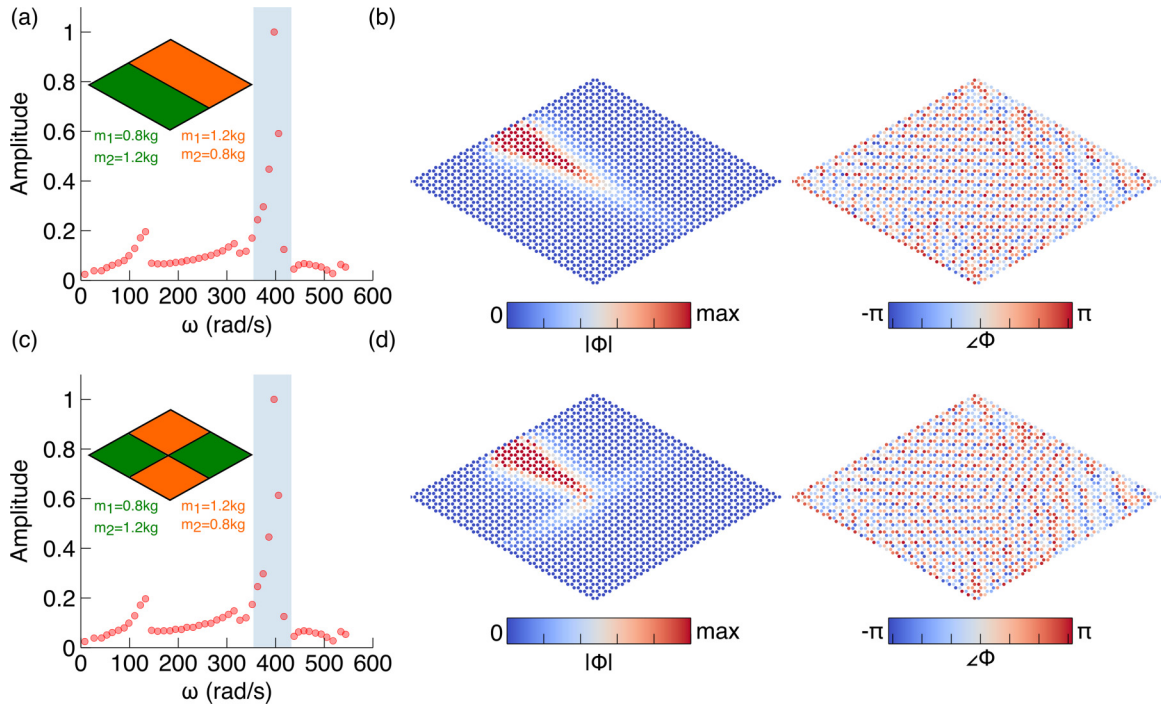 (a)
1
0.8
0.6
0.4
0.2
0
Amplitude
m1=0.8kg
m2=1.2kg
m1=1.2kg
m2=0.8kg
0 100 200 300 400 500 600
ω (rad/s)
(b)
0 max
|Φ|
-π π
∠Φ
(c)
1
0.8
0.6
0.4
0.2
0
Amplitude
m1=0.8kg
m2=1.2kg
m1=1.2kg
m2=0.8kg
0 100 200 300 400 500 600
ω (rad/s)
(d)
0 max
|Φ|
-π π
∠Φ